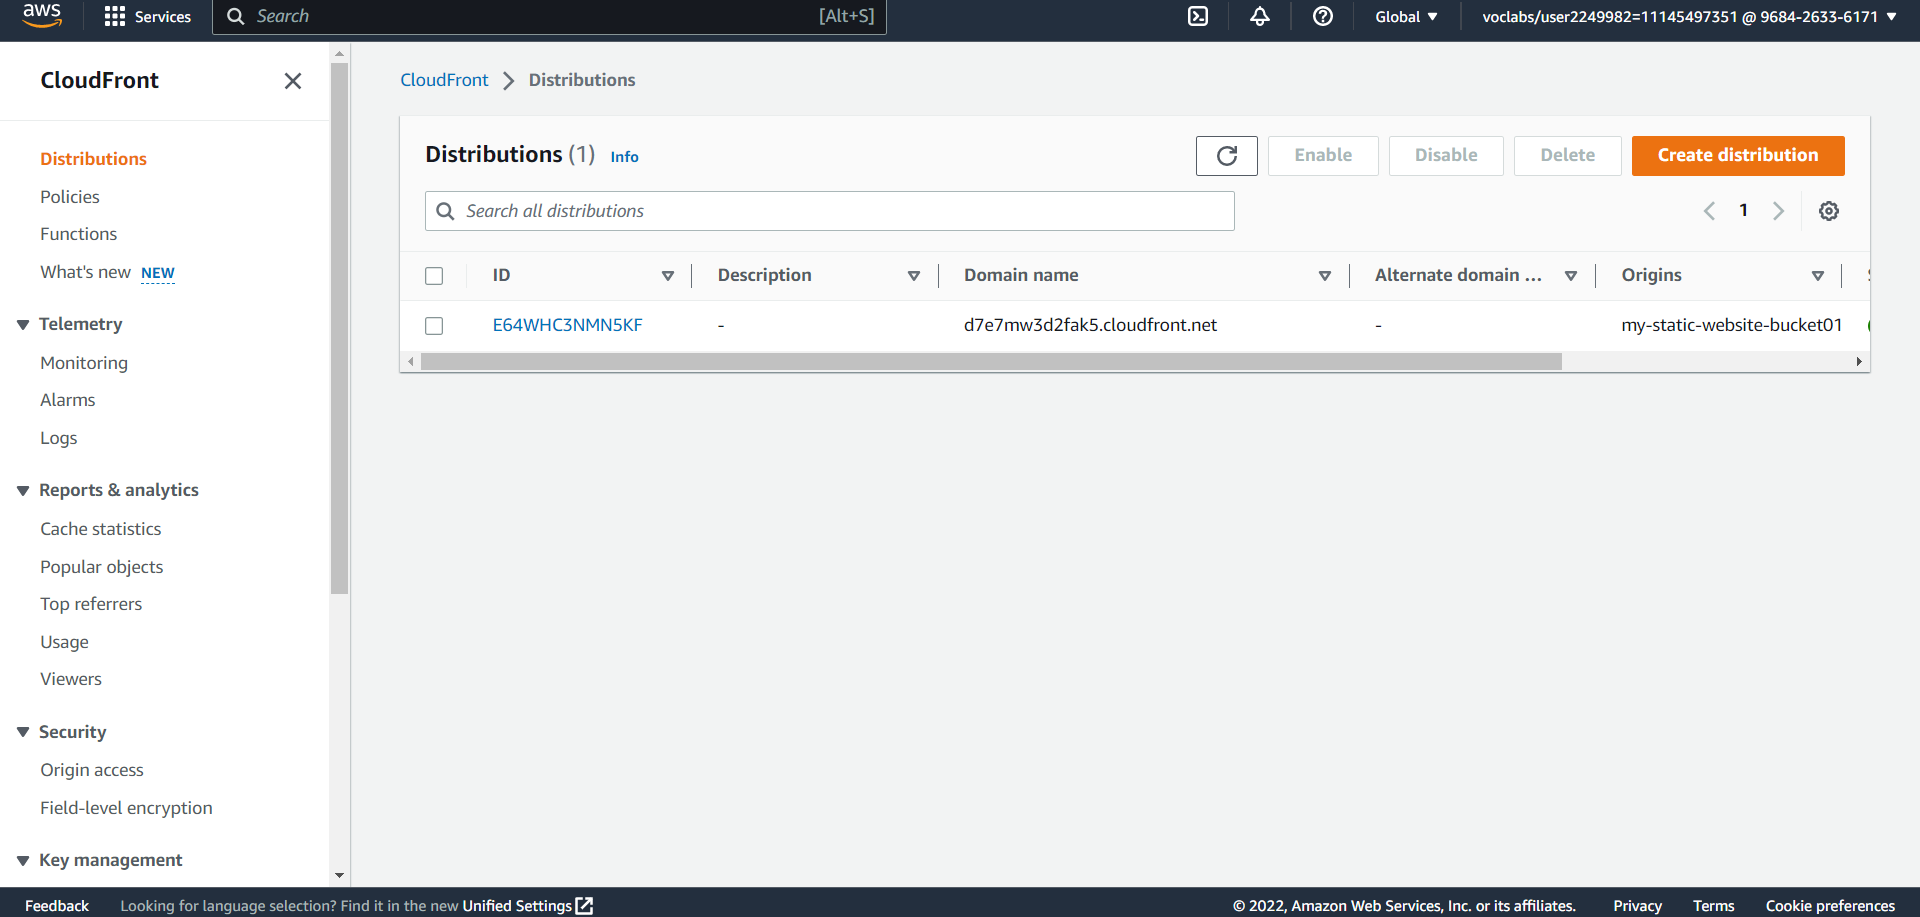 aws
Services
Search
[Alt+S]
Global
voclabs/user2249982=11145497351 @ 9684-2633-6171
CloudFront
Distributions
Policies
Functions
What's new NEW
Telemetry
Monitoring
Alarms
Logs
Reports & analytics
Cache statistics
Popular objects
Top referrers
Usage
Viewers
Security
Origin access
Field-level encryption
Key management
CloudFront Distributions
Distributions (1) Info
Enable
Disable
Delete
Create distribution
Search all distributions
1
ID Description Domain name Alternate domain ... Origins
E64WHC3NMN5KF - d7e7mw3d2fak5.cloudfront.net - my-static-website-bucket01
Feedback Looking for language selection? Find it in the new Unified Settings
© 2022, Amazon Web Services, Inc. or its affiliates. Privacy Terms Cookie preferences